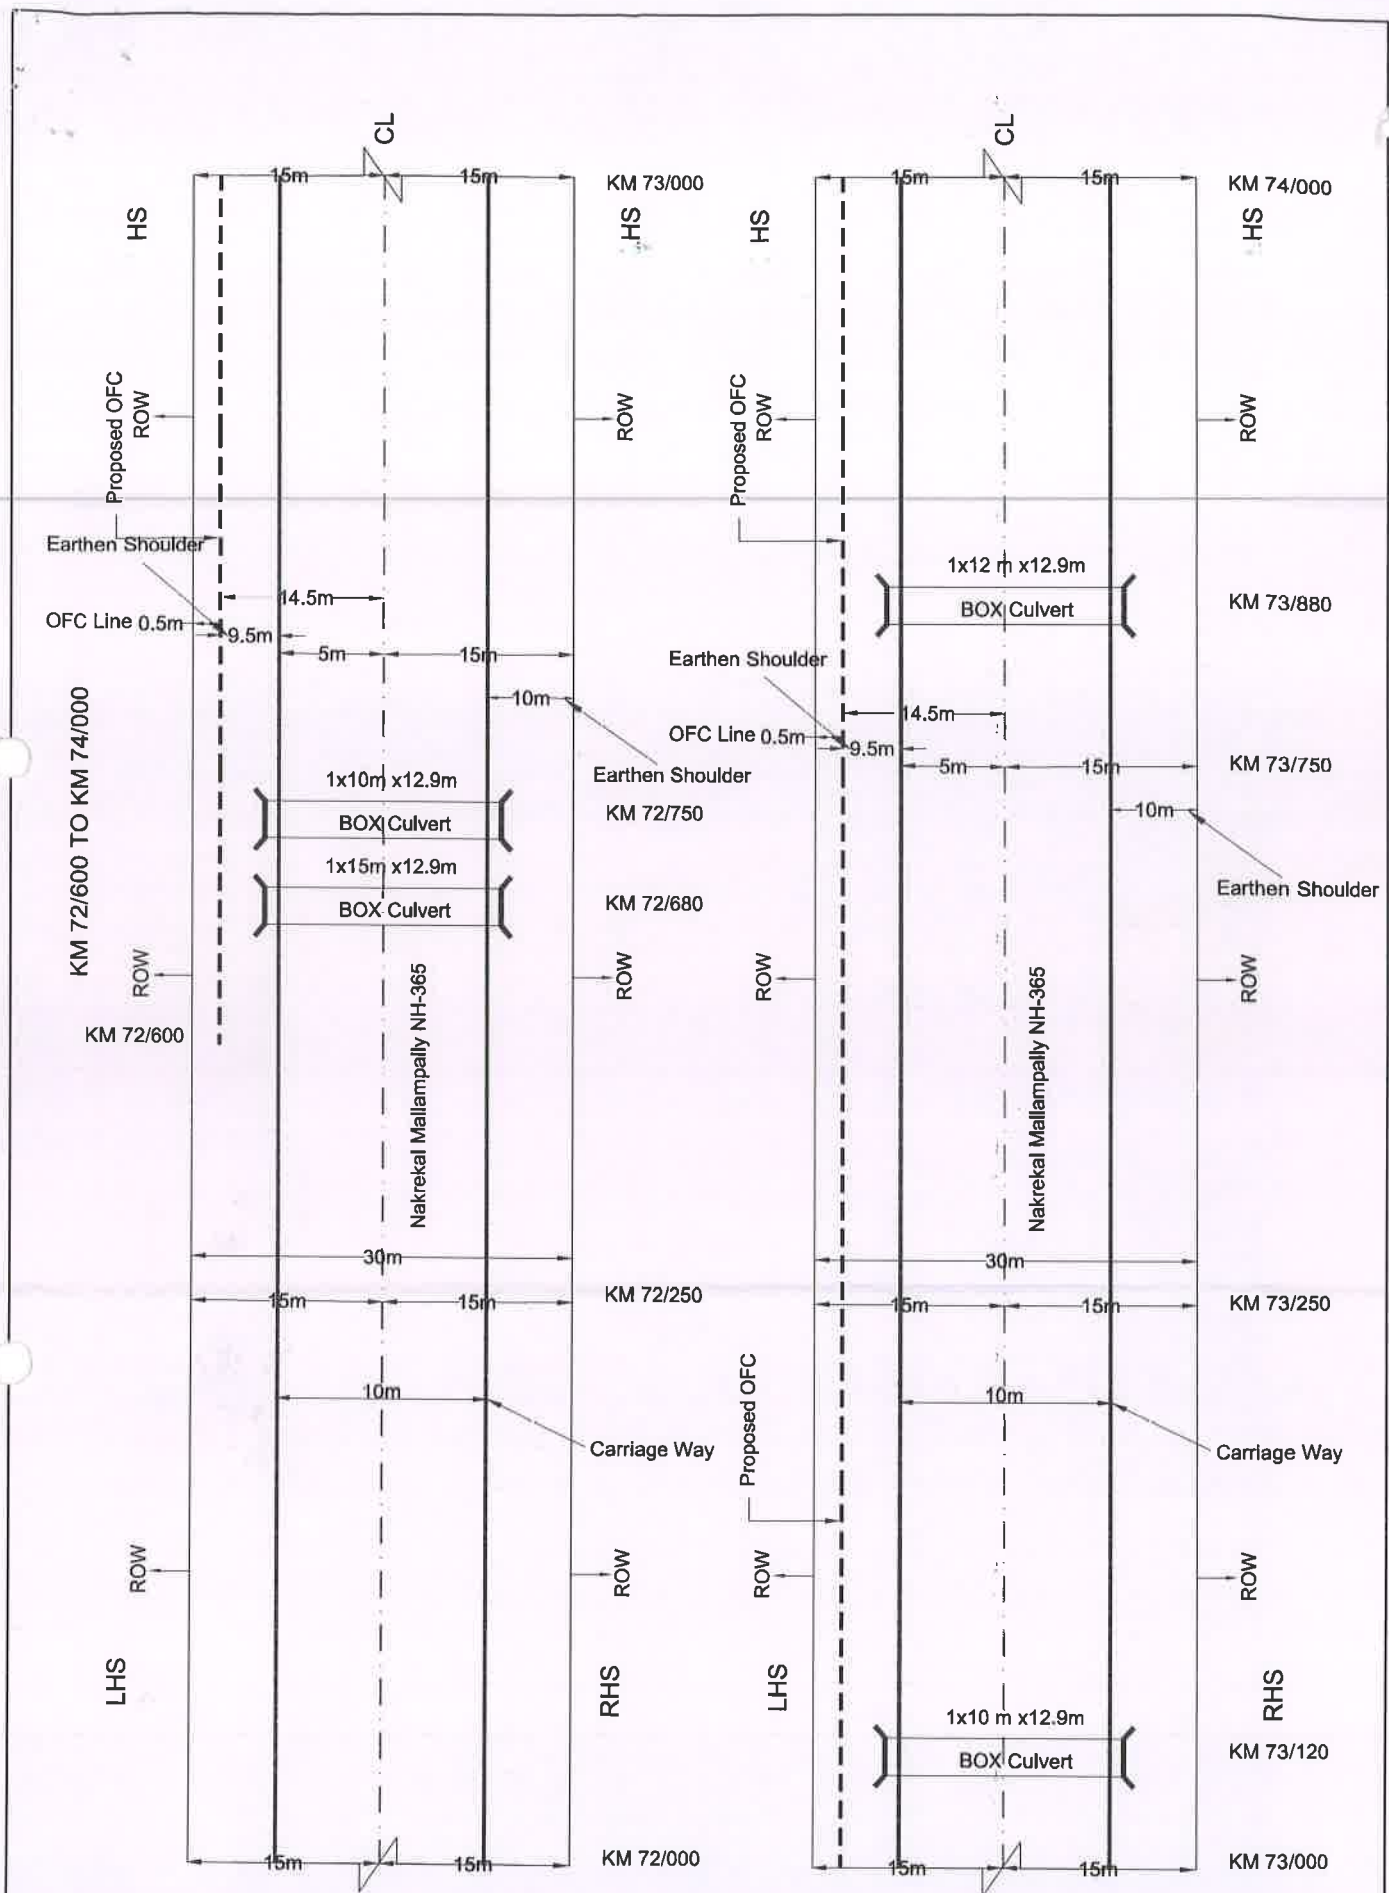 CL
15m
15m
KM 73/000
HS
HS
Proposed OFC
ROW
ROW
Earthen Shoulder
14.5m
OFC Line 0.5m
9.5m
5m
15m
10m
Earthen Shoulder
KM 72/600 TO KM 74/000
1x10m x12.9m
BOX Culvert
KM 72/750
1x15m x12.9m
BOX Culvert
KM 72/680
ROW
ROW
KM 72/600
Nakrekal Mallampally NH-365
30m
15m
15m
KM 72/250
10m
Carriage Way
ROW
ROW
LHS
RHS
15m
15m
KM 72/000
CL
15m
15m
KM 74/000
HS
HS
Proposed OFC
ROW
ROW
1x12 m x12.9m
BOX Culvert
KM 73/880
Earthen Shoulder
14.5m
OFC Line 0.5m
9.5m
5m
15m
KM 73/750
10m
Earthen Shoulder
ROW
ROW
Nakrekal Mallampally NH-365
30m
15m
15m
KM 73/250
Proposed OFC
10m
Carriage Way
ROW
ROW
LHS
RHS
1x10 m x12.9m
BOX Culvert
KM 73/120
15m
15m
KM 73/000